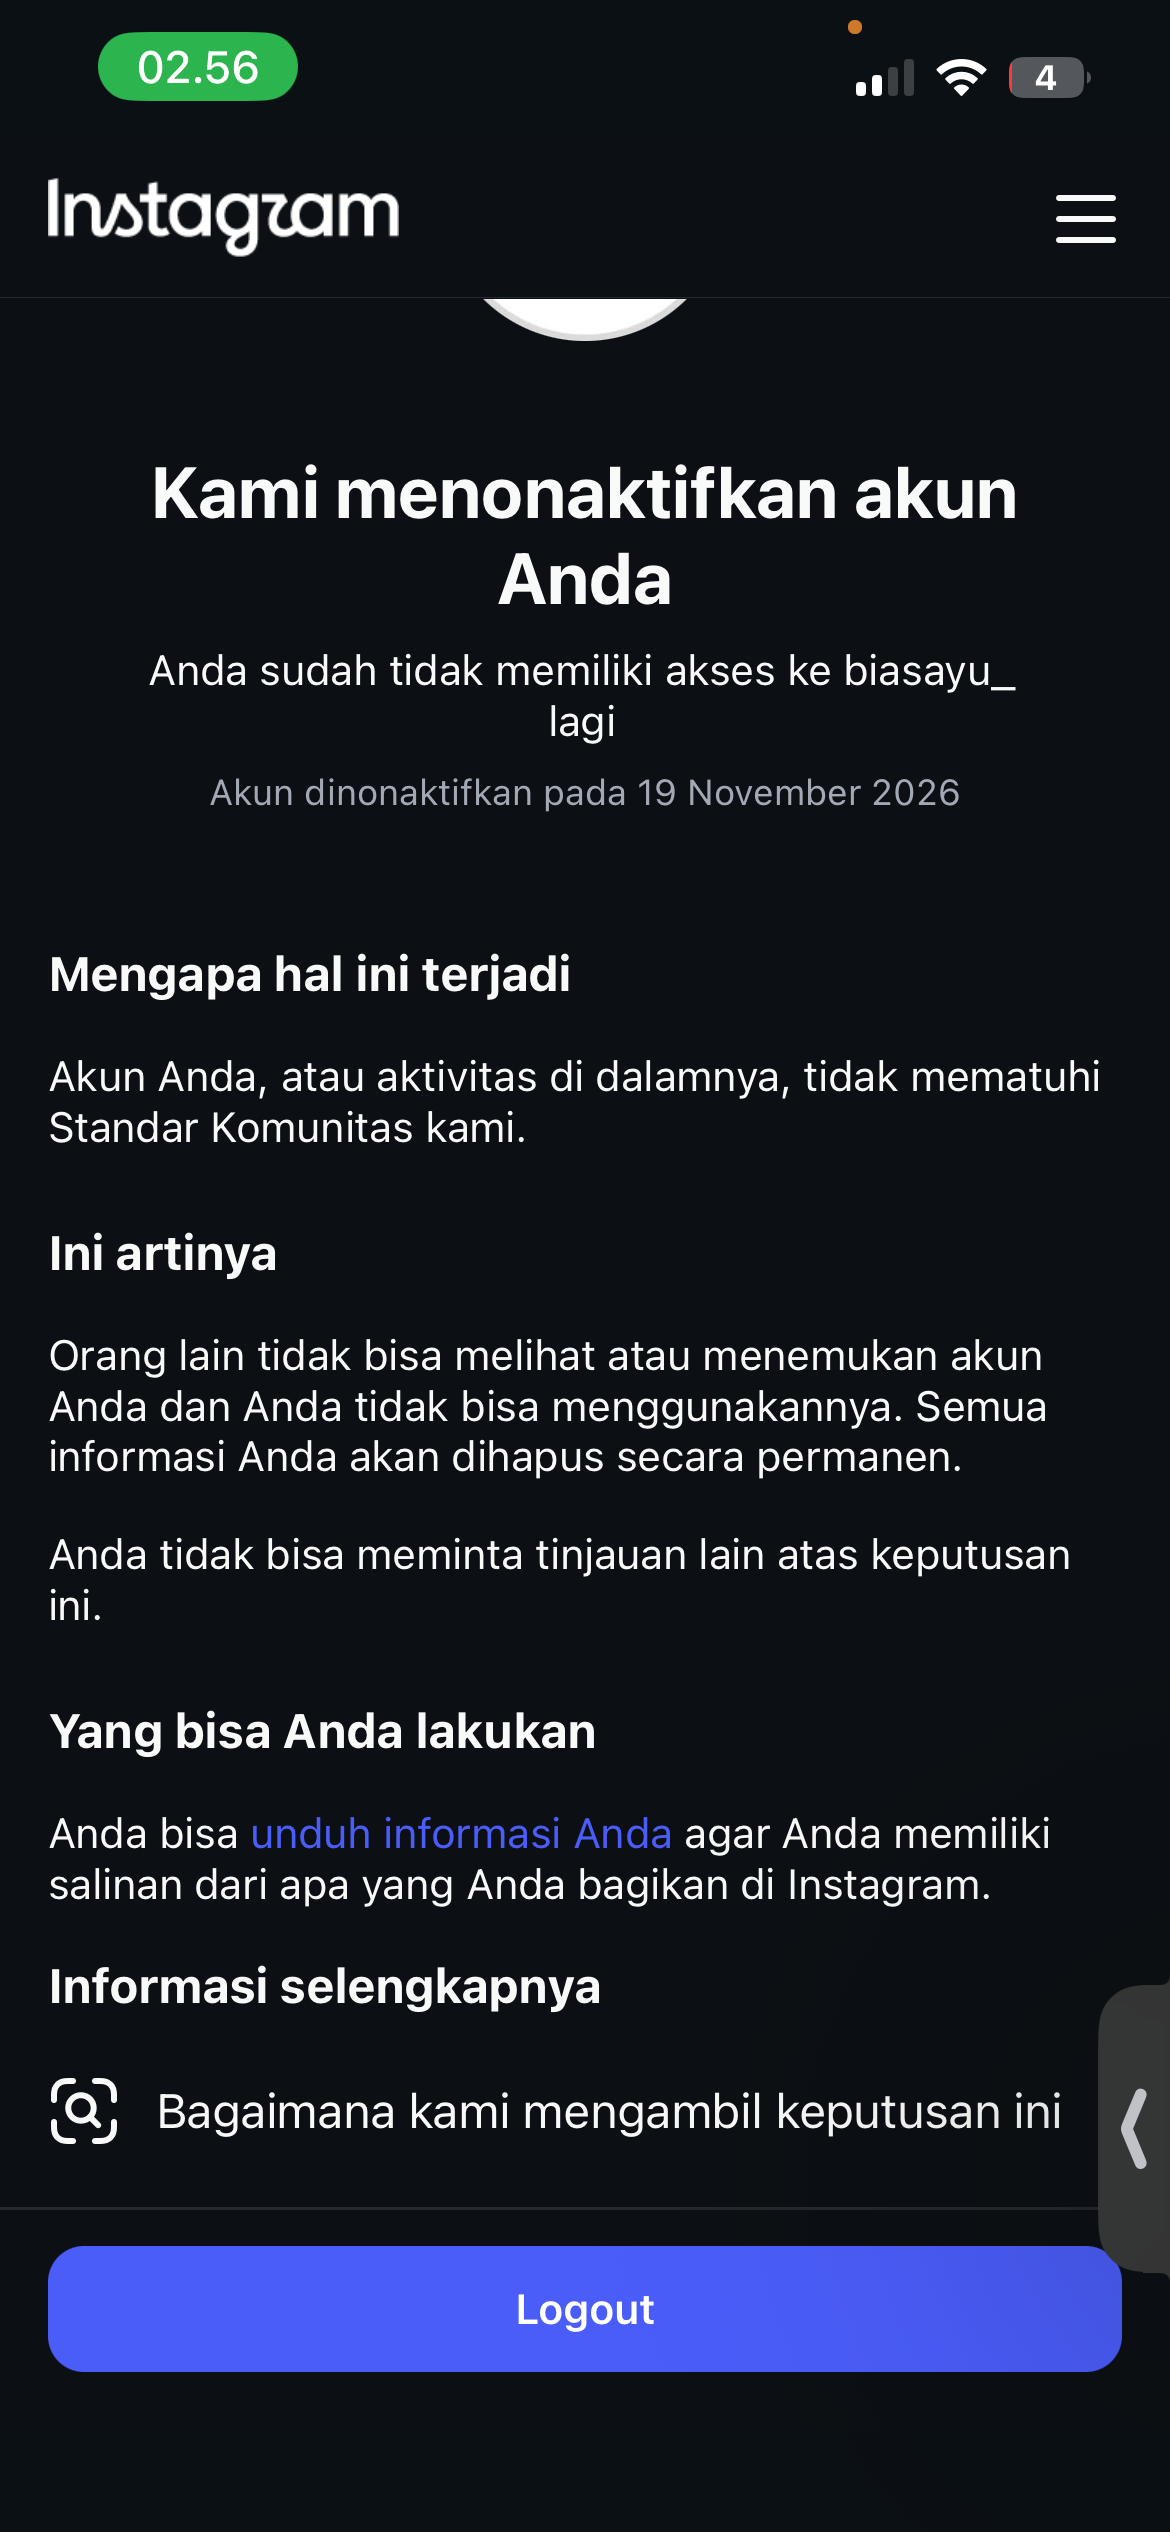 02.56
4
Instagram
Kami menonaktifkan akun
Anda
Anda sudah tidak memiliki akses ke biasayu_
lagi
Akun dinonaktifkan pada 19 November 2026
Mengapa hal ini terjadi
Akun Anda, atau aktivitas di dalamnya, tidak mematuhi
Standar Komunitas kami.
Ini artinya
Orang lain tidak bisa melihat atau menemukan akun
Anda dan Anda tidak bisa menggunakannya. Semua
informasi Anda akan dihapus secara permanen.
Anda tidak bisa meminta tinjauan lain atas keputusan
ini.
Yang bisa Anda lakukan
Anda bisa unduh informasi Anda agar Anda memiliki
salinan dari apa yang Anda bagikan di Instagram.
Informasi selengkapnya
Bagaimana kami mengambil keputusan ini
Logout